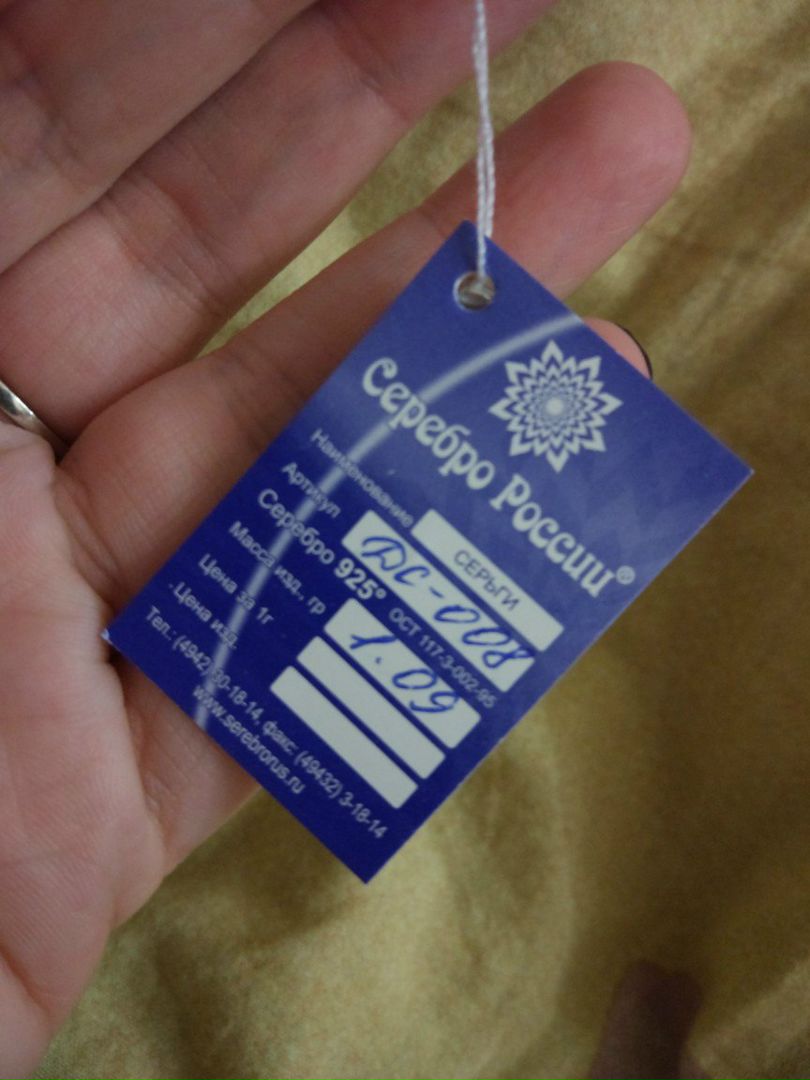 Серебро России®
Наименование СЕРЬГИ
Артикул ДС-008
Серебро 925° ОСТ 117-3-002-95
Масса изд., гр 1.09
Цена за 1г
Цена изд.
Тел.: (4942) 30-18-14, факс: (49432) 3-18-14
www.serebrorus.ru